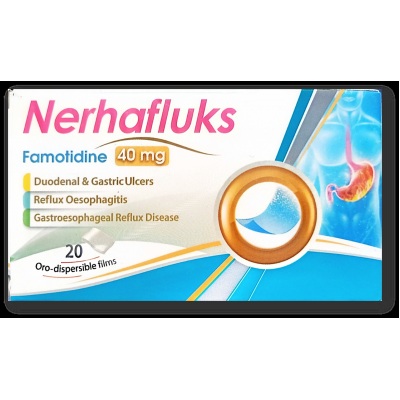 Nerhafluks
Famotidine 40 mg
Duodenal & Gastric Ulcers
Reflux Oesophagitis
Gastroesophageal Reflux Disease
20
Oro-dispersible films